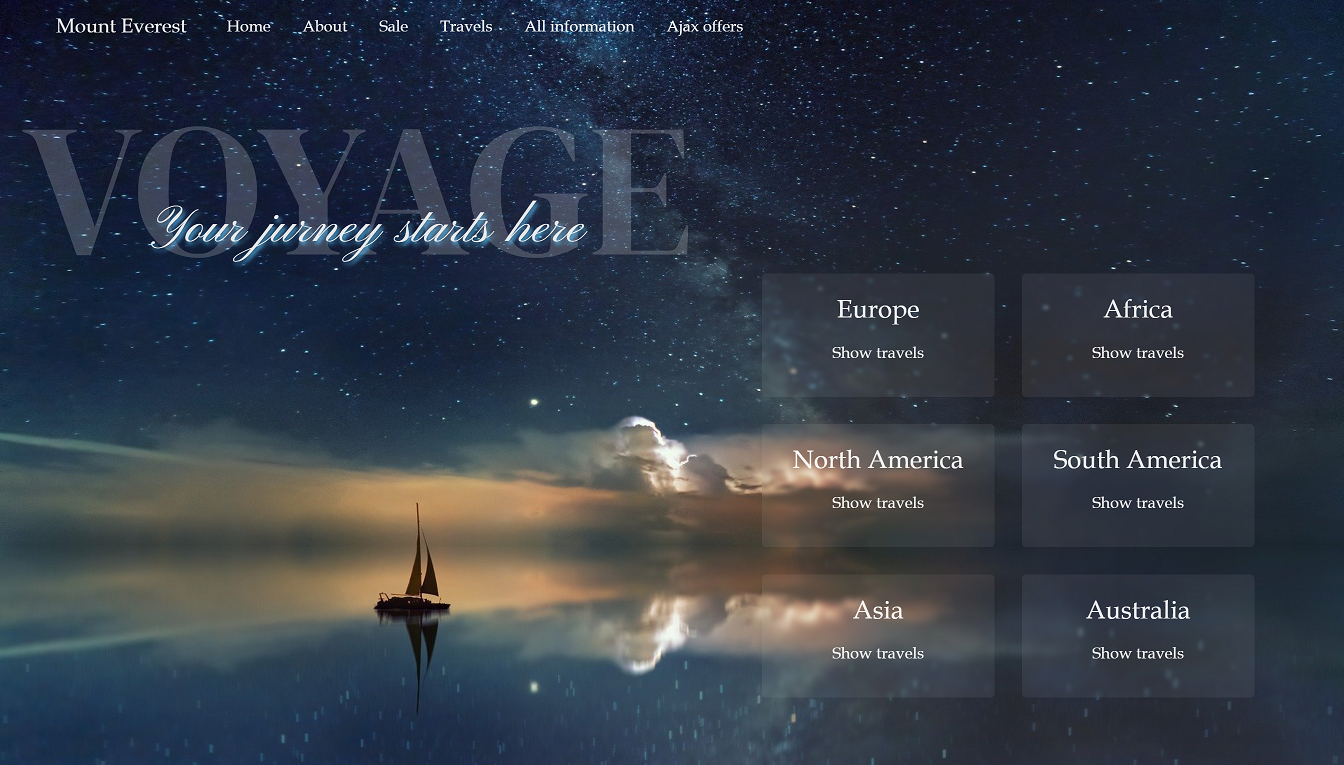 Mount Everest Home About Sale Travels All information Ajax offers
VOYAGE
Your jurney starts here
Europe
Show travels
Africa
Show travels
North America
Show travels
South America
Show travels
Asia
Show travels
Australia
Show travels